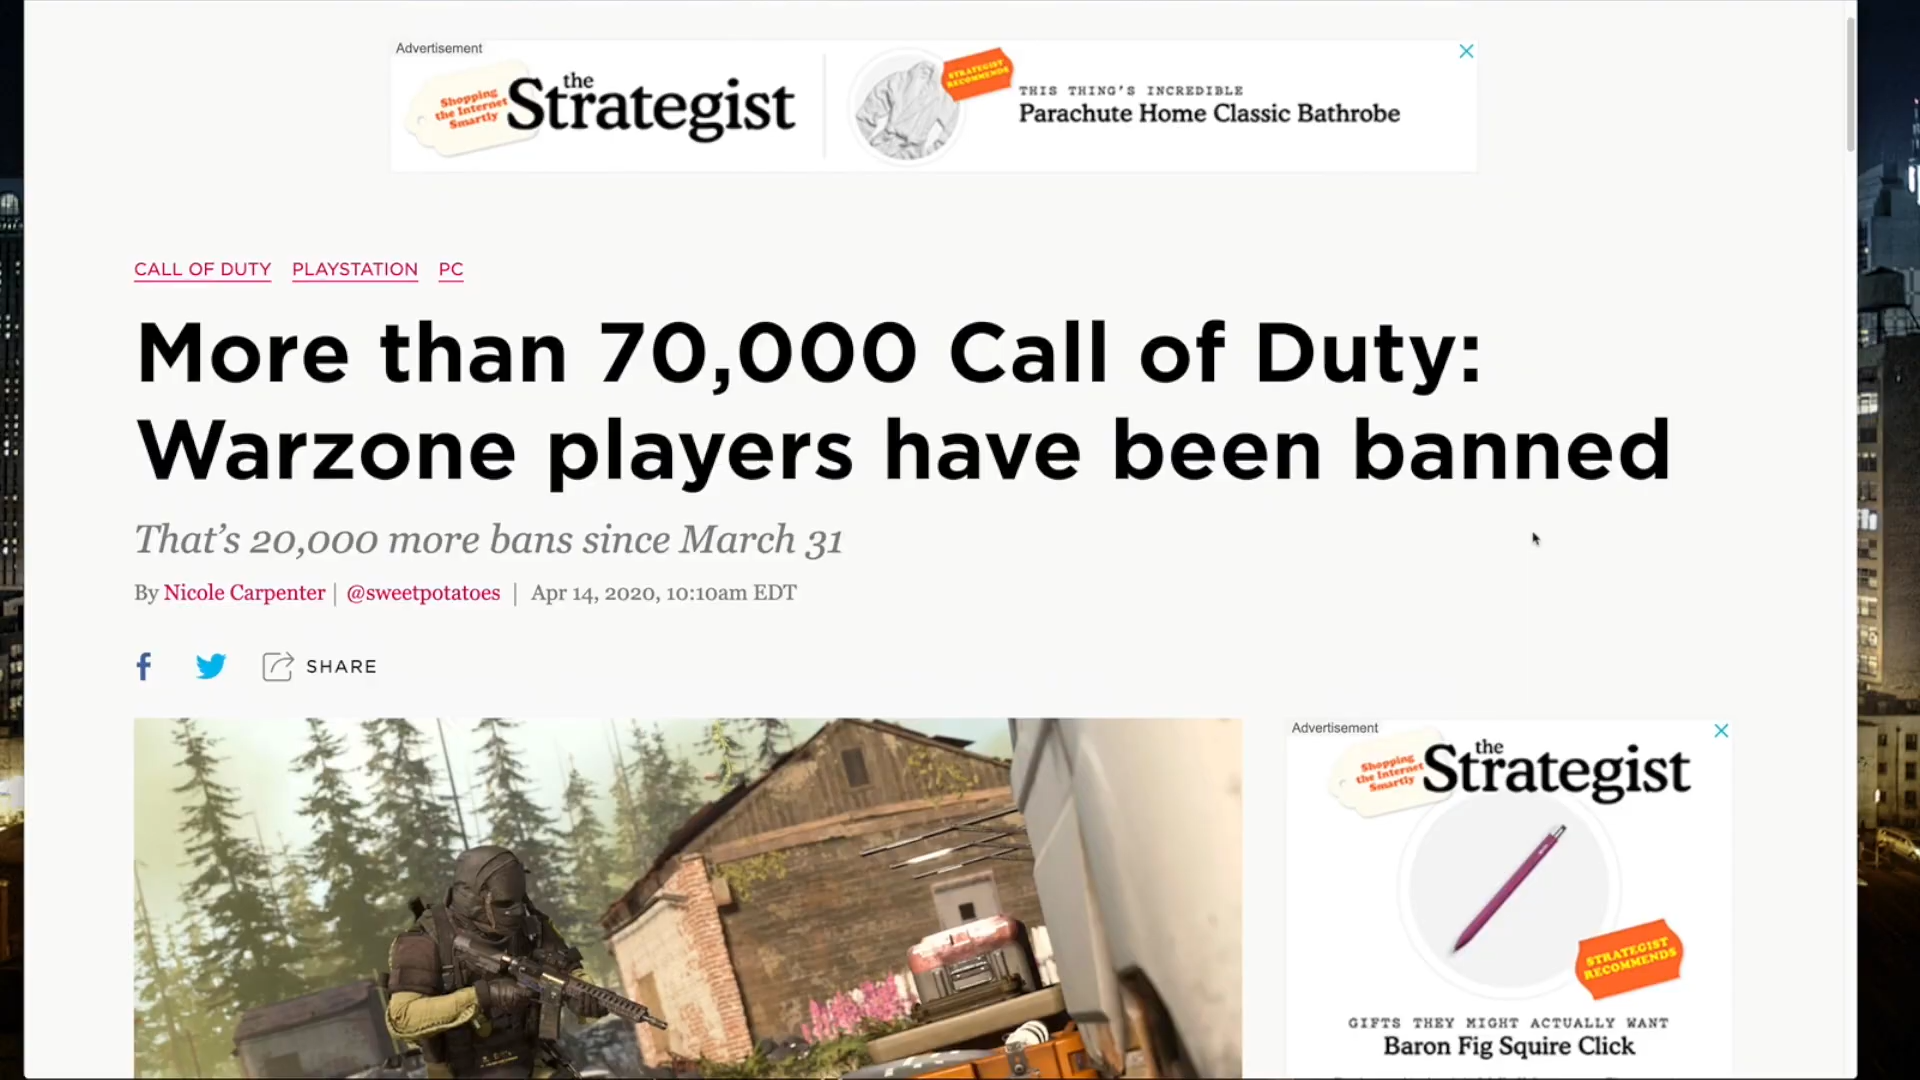 Advertisement
Shopping
the Internet
Smartly
the
Strategist
STRATEGIST
RECOMMENDS
THIS THING'S INCREDIBLE
Parachute Home Classic Bathrobe
CALL OF DUTY PLAYSTATION PC
More than 70,000 Call of Duty:
Warzone players have been banned
That's 20,000 more bans since March 31
By Nicole Carpenter | @sweetpotatoes | Apr 14, 2020, 10:10am EDT
SHARE
Advertisement
Shopping
the Internet
Smartly
the
Strategist
STRATEGIST
RECOMMENDS
GIFTS THEY MIGHT ACTUALLY WANT
Baron Fig Squire Click